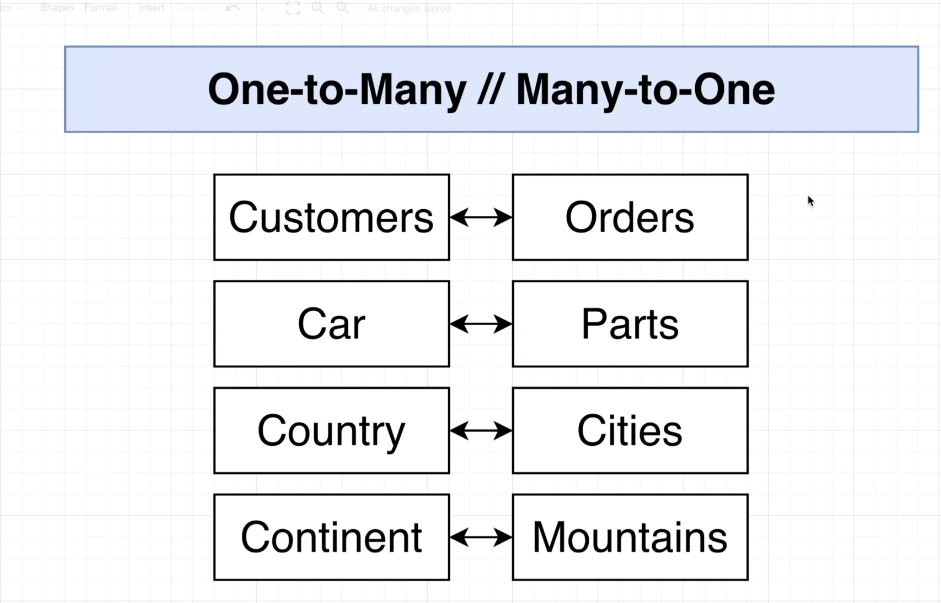 Shapes Format Insert
All changes saved
One-to-Many // Many-to-One
Customers Orders
Car Parts
Country Cities
Continent Mountains